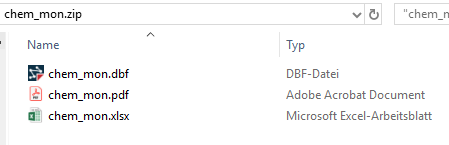 chem_mon.zip "chem_m
Name Typ
chem_mon.dbf DBF-Datei
chem_mon.pdf Adobe Acrobat Document
chem_mon.xlsx Microsoft Excel-Arbeitsblatt